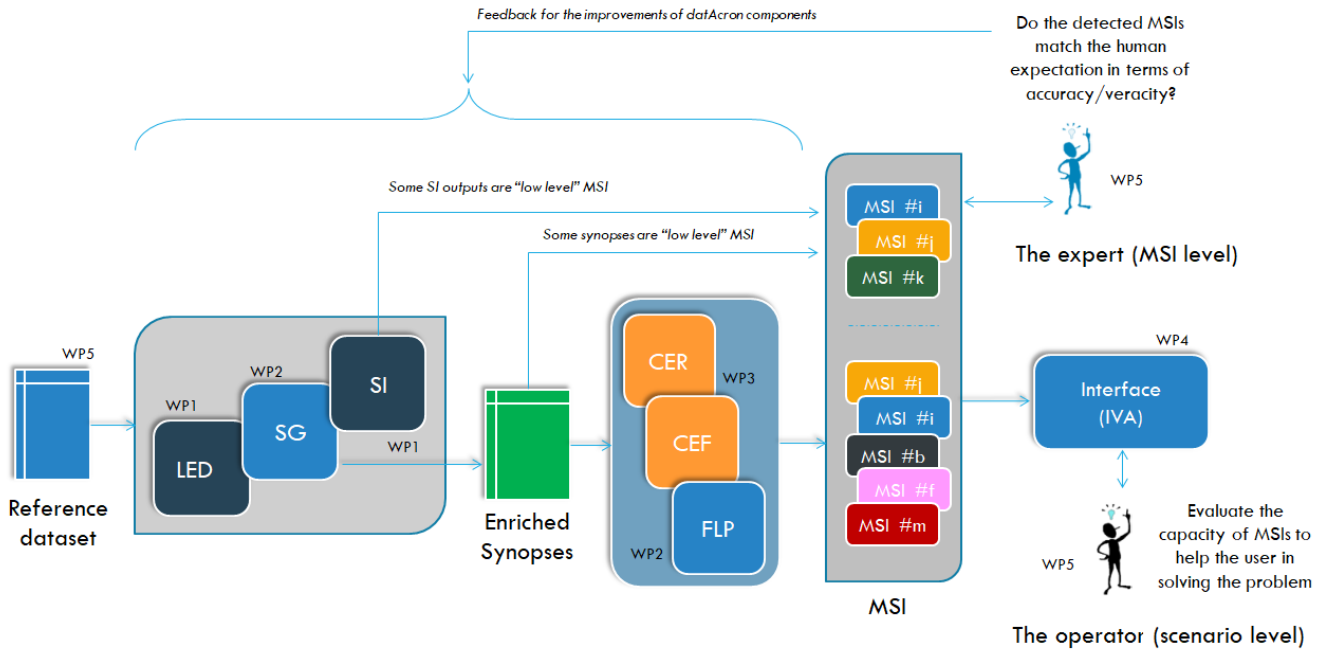 Feedback for the improvements of datAcron components
Do the detected MSIs
match the human
expectation in terms of
accuracy/veracity?
WP5
The expert (MSI level)
Some SI outputs are "low level" MSI
Some synopses are "low level" MSI
MSI #i
MSI #j
MSI #k
WP5
Reference
dataset
WP1
LED
WP2
SG
SI
WP1
Enriched
Synopses
CER
WP3
CEF
WP2
FLP
MSI #j
MSI #i
MSI #b
MSI #f
MSI #m
MSI
WP4
Interface
(IVA)
WP5
Evaluate the
capacity of MSIs to
help the user in
solving the problem
The operator (scenario level)